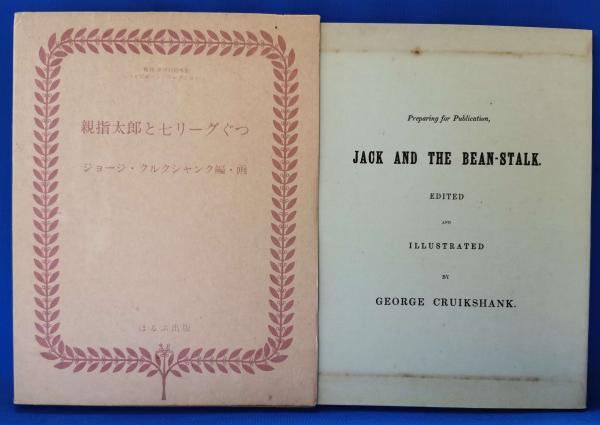 親指太郎と七リーグぐつ
ジョージ・クルクシャンク編・画
ほるぷ出版
Preparing for Publication,
JACK AND THE BEAN-STALK.
EDITED
AND
ILLUSTRATED
BY
GEORGE CRUIKSHANK.